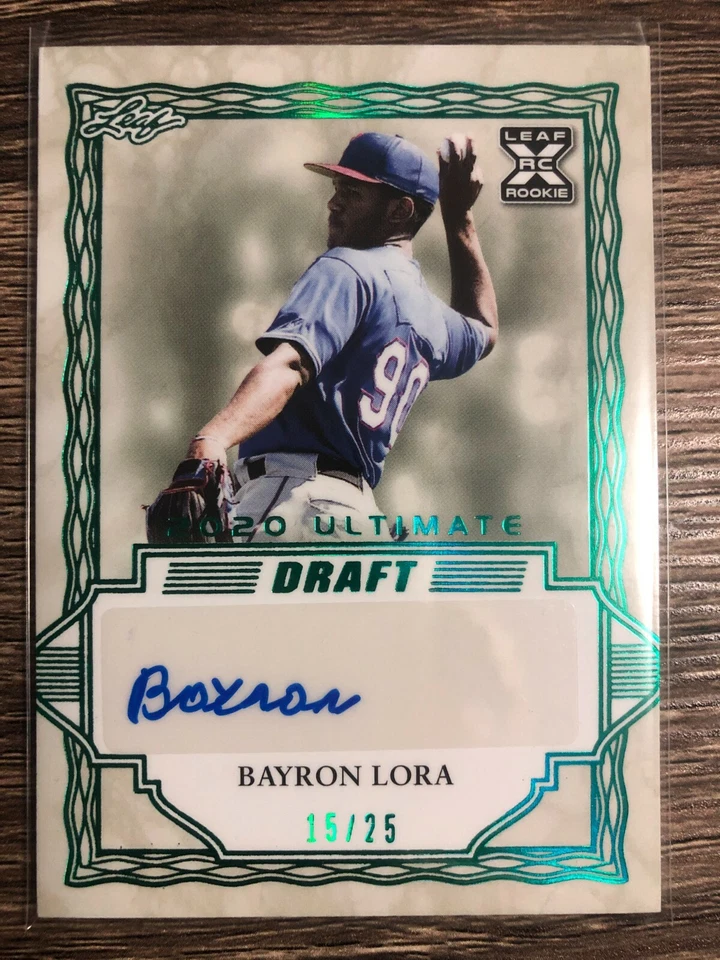 Leaf
LEAF
X
RC
ROOKIE
90
2020 ULTIMATE
DRAFT
Bayron
BAYRON LORA
15/25